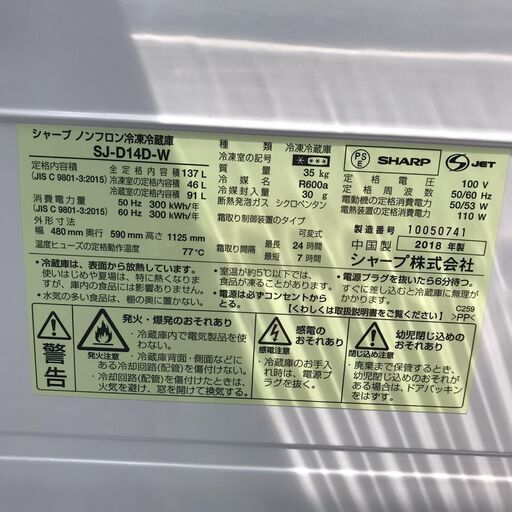 シャープ ノンフロン冷凍冷蔵庫
SJ-D14D-W
定格内容積
(JIS C 9801-3:2015)
全定格内容積 137 L
冷凍室内容積 46 L
冷蔵室内容積 91 L
消費電力量
(JIS C 9801-3:2015)
50 Hz 300 kWh/年
60 Hz 300 kWh/年
外形寸法
幅 480 mm 奥行 590 mm 高さ 1125 mm
温度ヒューズの定格動作温度 77℃
種類 冷凍冷蔵庫
冷凍室の記号
質量 35 kg
冷媒 R600a
冷媒封入量 30 g
断熱発泡ガス シクロペンタン
霜取り制御装置のタイプ
可変式
霜取り間隔 最長 24 時間
最短 7 時間
PS
E
SHARP
S JET
定格電圧 100 V
定格周波数 50/60 Hz
電動機の定格消費電力 50/53 W
電熱装置の定格消費電力 110 W
製造番号 10050741
中国製 2018 年製
シャープ株式会社
C259
>PP<
・冷蔵庫は、表面から放熱しています。
使いはじめや夏場は、特に熱くなりますが、庫内の食品には影響ありません。
・水気の多い食品は、棚の奥に置かない。
・室温が約5℃以下では、食品が凍ることがあります。
・電源は必ずコンセントからとる。
・電源プラグを抜いたら6分待つ。
すぐに差し込むと冷蔵庫に無理がかかります。
【くわしくは取扱説明書をご覧ください】
警告
発火・爆発のおそれあり
発火注意
・冷蔵庫内で電気製品を使わない。
・冷蔵庫背面・側面などにある冷却回路(配管)を傷付けない。
・冷却回路(配管)を傷付けたときは、火気を避け、窓を開けて換気する。
感電のおそれあり
感電注意
・冷蔵庫のお手入れ時は、電源プラグを抜く。
幼児閉じ込めのおそれあり
閉じ込め注意
・廃棄まで保管するときに、幼児閉じ込めのおそれがある場合は、ドアパッキンをはずす。